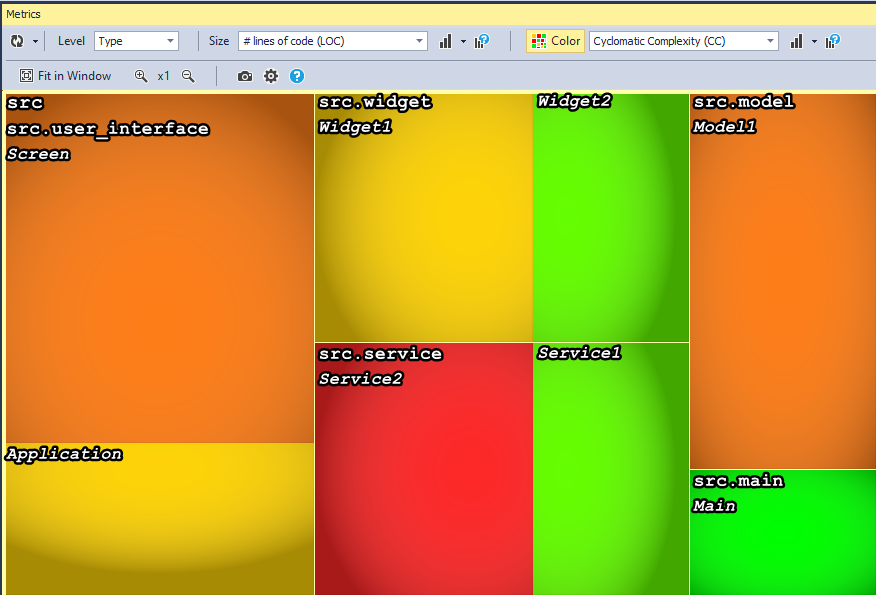 Metrics
Level Type Size # lines of code (LOC) Color Cyclomatic Complexity (CC)
Fit in Window x1
src
src.user_interface
Screen
Application
src.widget
Widget1
Widget2
src.service
Service2
Service1
src.model
Model1
src.main
Main